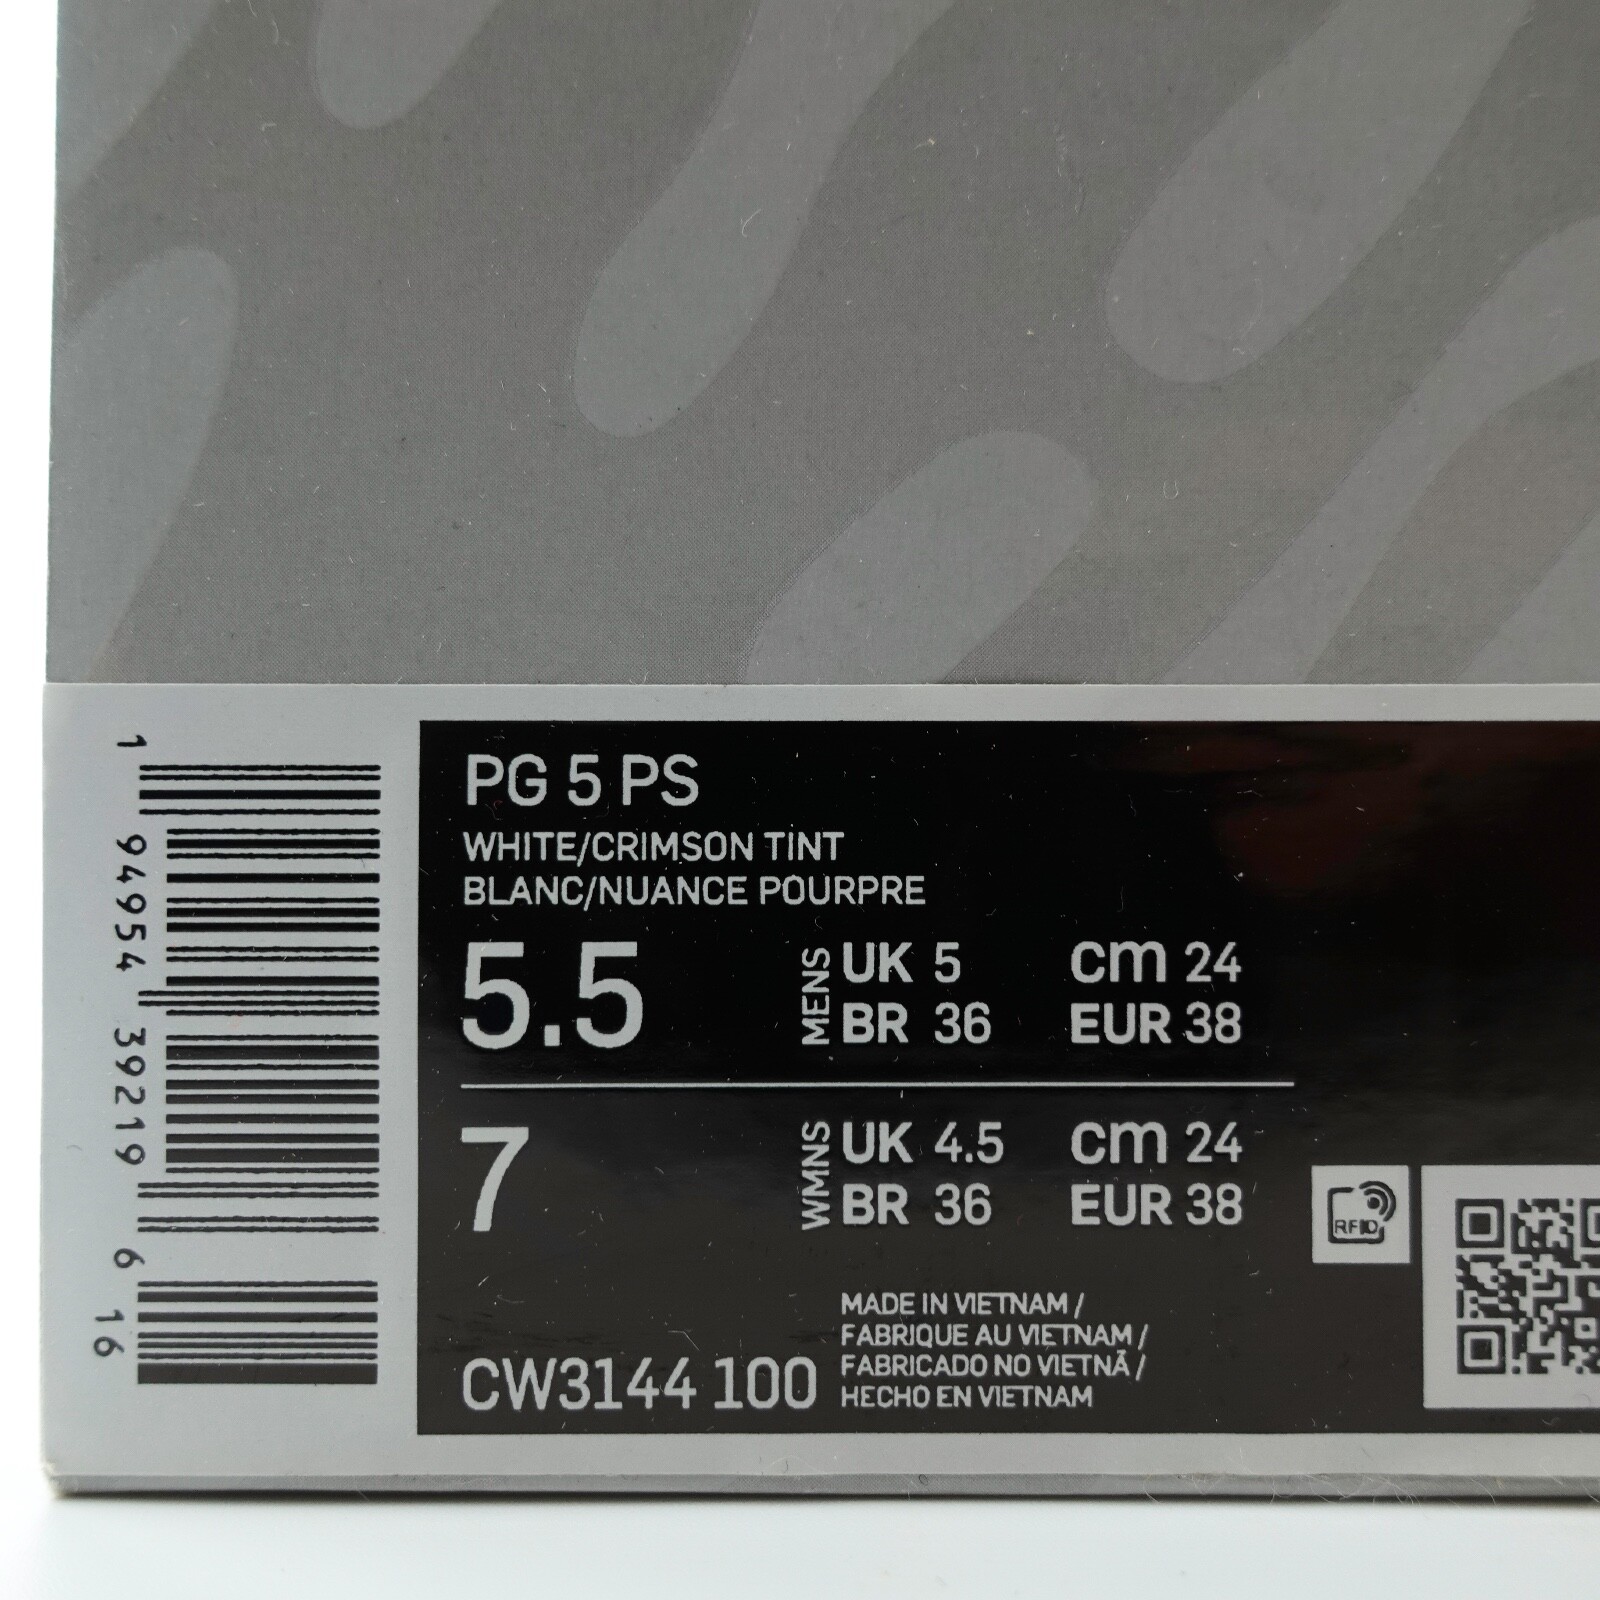 PG 5 PS
WHITE/CRIMSON TINT
BLANC/NUANCE POURPRE
5.5
MENS
UK 5 cm 24
BR 36 EUR 38
7
WMNS
UK 4.5 cm 24
BR 36 EUR 38
RFID
MADE IN VIETNAM /
FABRIQUE AU VIETNAM /
FABRICADO NO VIETNÃ /
HECHO EN VIETNAM
CW3144 100
1 94954 39219 6 16